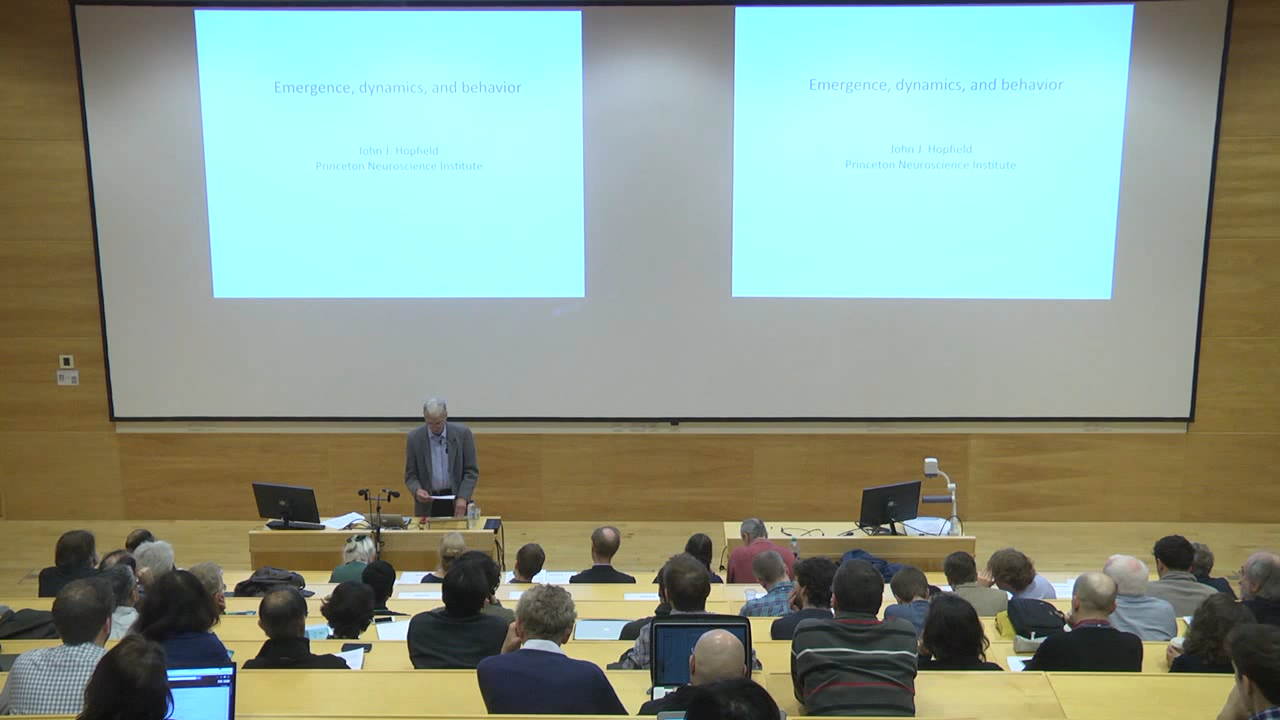 Emergence, dynamics, and behavior
John J. Hopfield
Princeton Neuroscience Institute
Emergence, dynamics, and behavior
John J. Hopfield
Princeton Neuroscience Institute